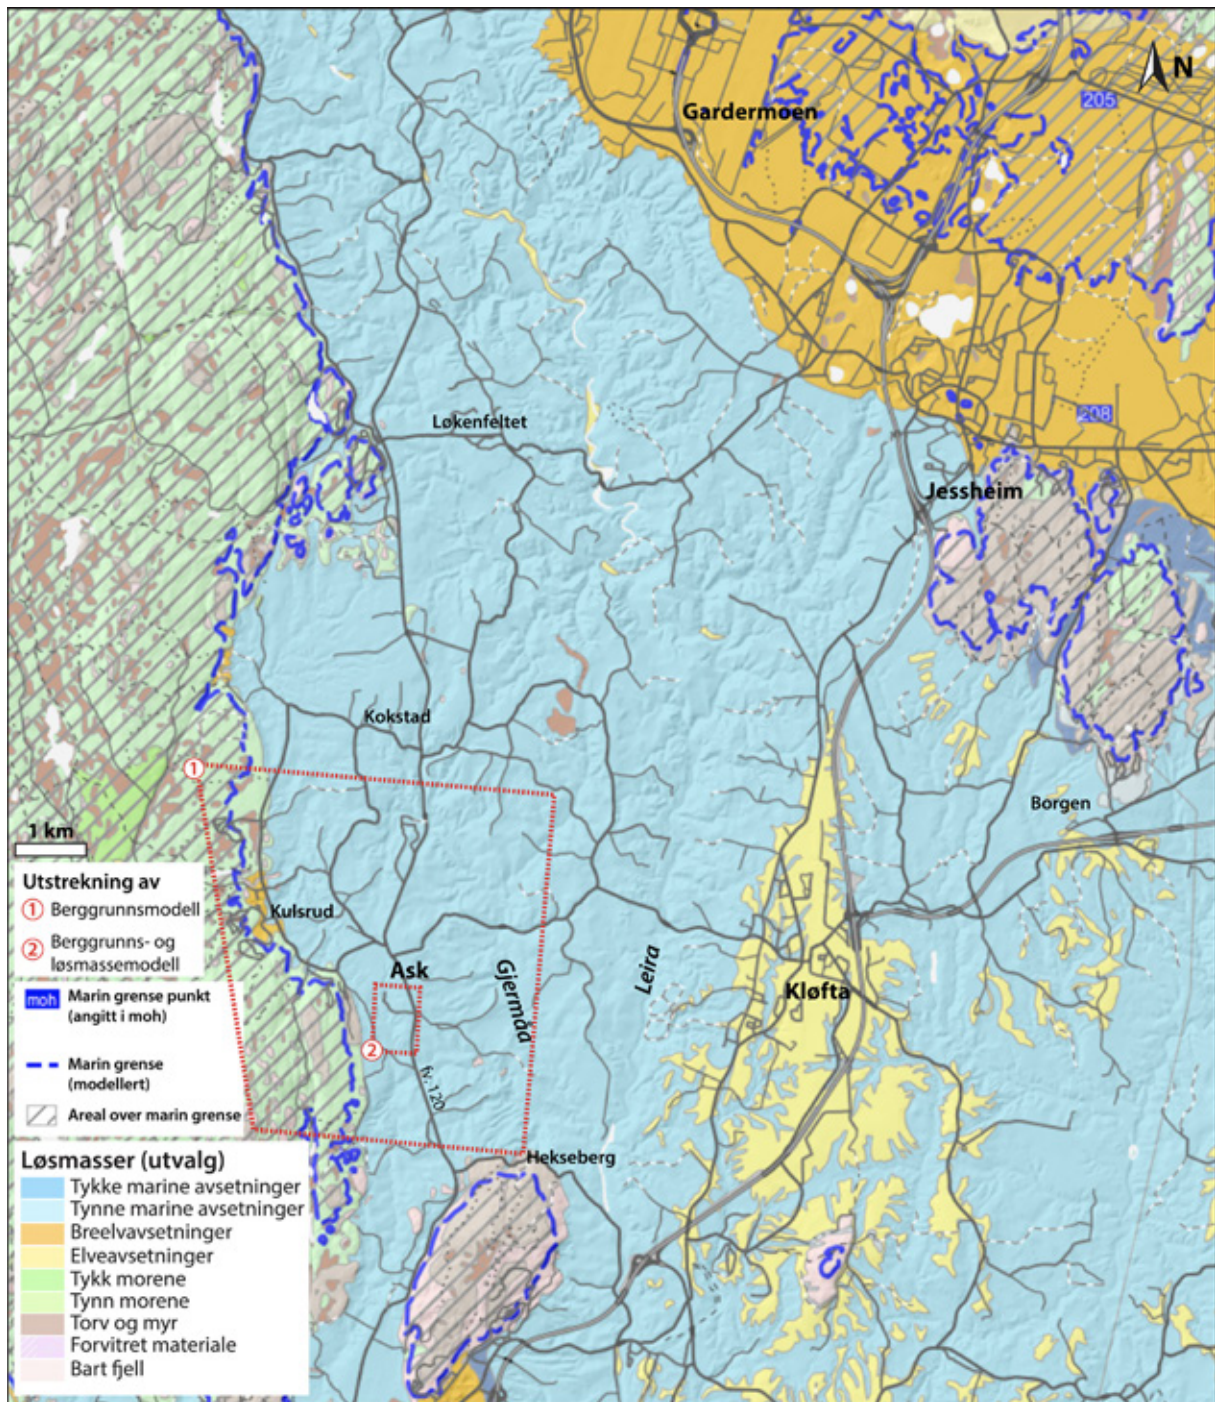 N
205
Gardermoen
208
Løkenfeltet
Jessheim
Kokstad
1
Borgen
1 km
Utstrekning av
1 Berggrunnsmodell
2 Berggrunns- og
løsmassemodell
Kulsrud
Ask
Gjermåa
Leira
Kløfta
2
fv. 120
moh Marin grense punkt
(angitt i moh)
Marin grense
(modellert)
Areal over marin grense
Hekseberg
Løsmasser (utvalg)
Tykke marine avsetninger
Tynne marine avsetninger
Breelvavsetninger
Elveavsetninger
Tykk morene
Tynn morene
Torv og myr
Forvitret materiale
Bart fjell